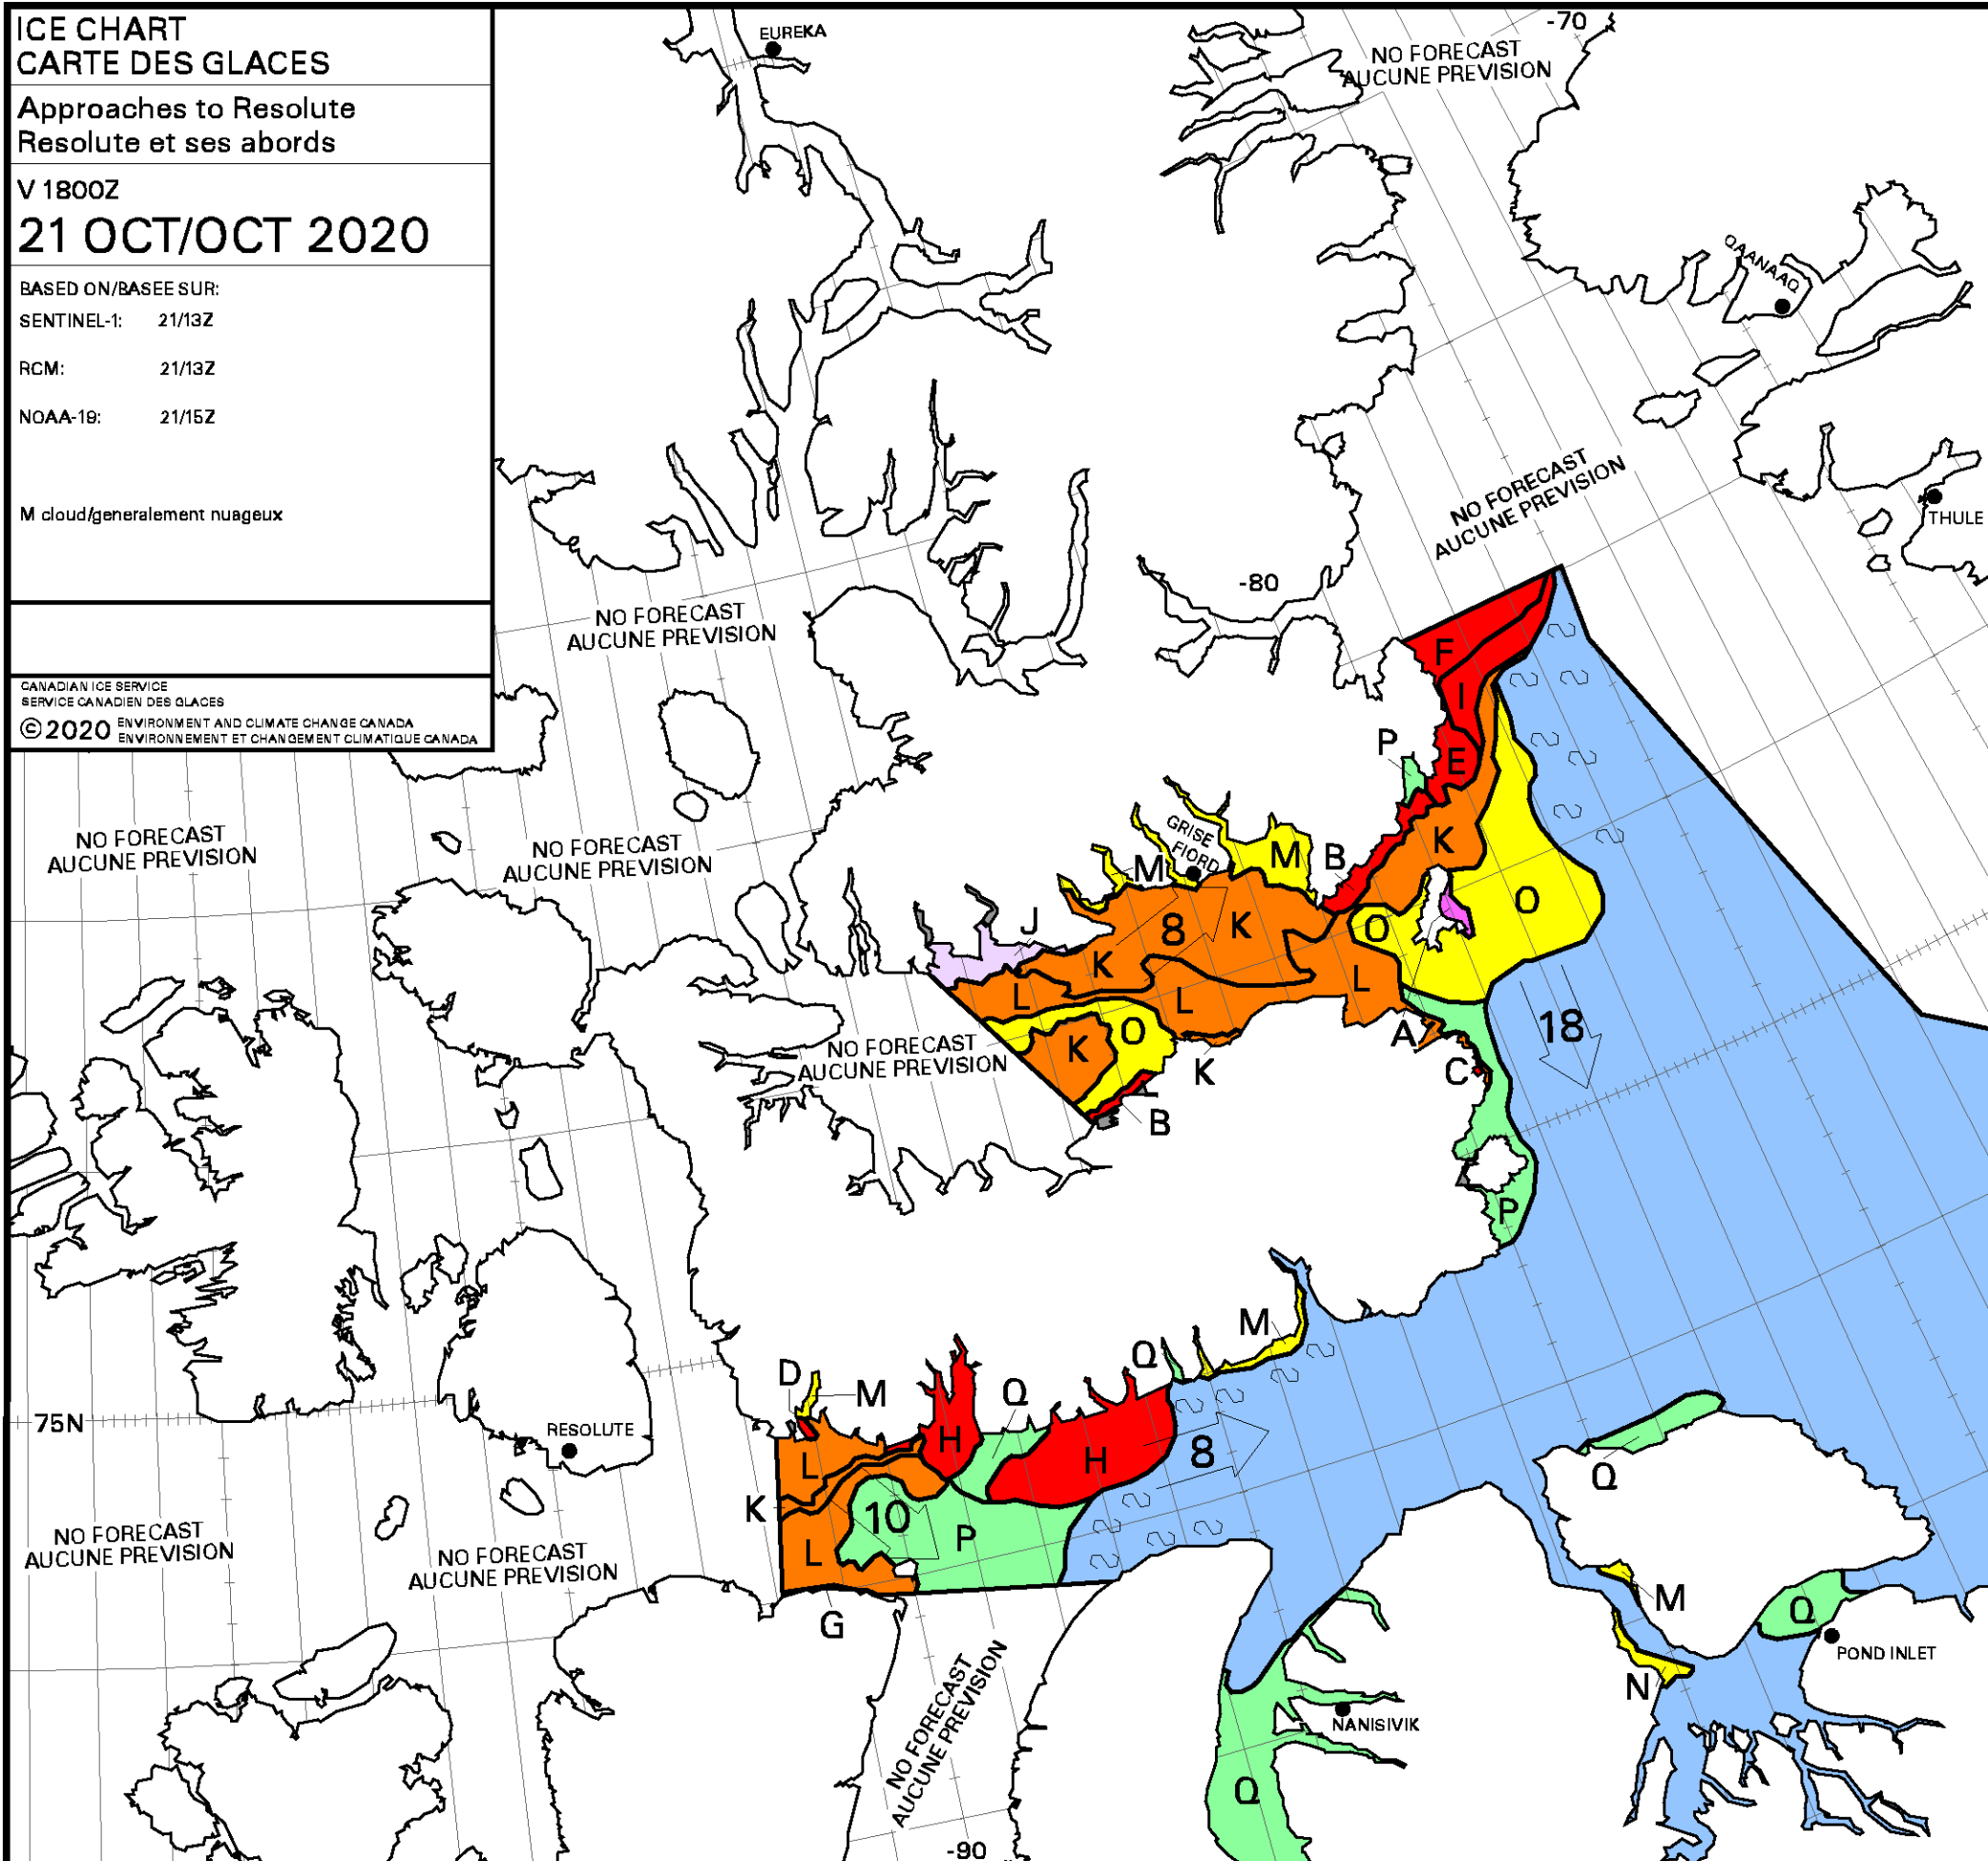 ICE CHART
CARTE DES GLACES
Approaches to Resolute
Resolute et ses abords
V 1800Z
21 OCT/OCT 2020
BASED ON/BASEE SUR:
SENTINEL-1: 21/13Z
RCM: 21/13Z
NOAA-19: 21/15Z
M cloud/generalement nuageux
CANADIAN ICE SERVICE
SERVICE CANADIEN DES GLACES
© 2020 ENVIRONMENT AND CLIMATE CHANGE CANADA
ENVIRONNEMENT ET CHANGEMENT CLIMATIQUE CANADA
EUREKA
-70
NO FORECAST
AUCUNE PREVISION
QAANAAQ
NO FORECAST
AUCUNE PREVISION
THULE
-80
NO FORECAST
AUCUNE PREVISION
F
I
P
E
NO FORECAST
AUCUNE PREVISION
NO FORECAST
AUCUNE PREVISION
GRISE
FIORD
K
M
M
B
O
J
8
K
O
K
L
L
L
18
NO FORECAST
AUCUNE PREVISION
O
K
K
A
C
B
P
M
Q
D
M
Q
75N
RESOLUTE
H
H
8
L
Q
K
10
P
L
NO FORECAST
AUCUNE PREVISION
NO FORECAST
AUCUNE PREVISION
G
M
Q
POND INLET
N
NO FORECAST
AUCUNE PREVISION
NANISIVIK
Q
-90